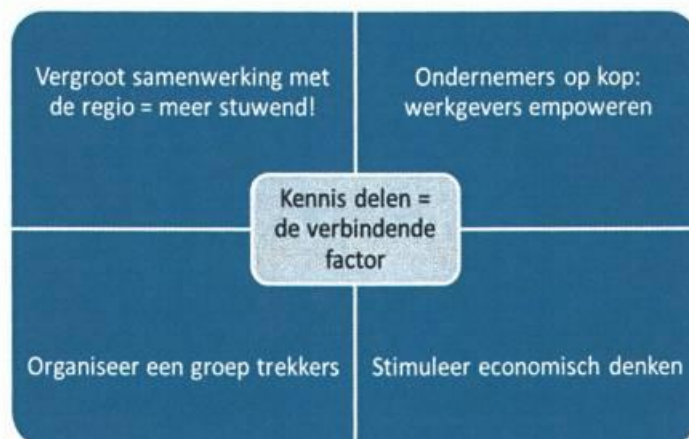 Vergroot samenwerking met
de regio = meer stuwend!
Ondernemers op kop:
werkgevers empoweren
Kennis delen =
de verbindende
factor
Organiseer een groep trekkers
Stimuleer economisch denken